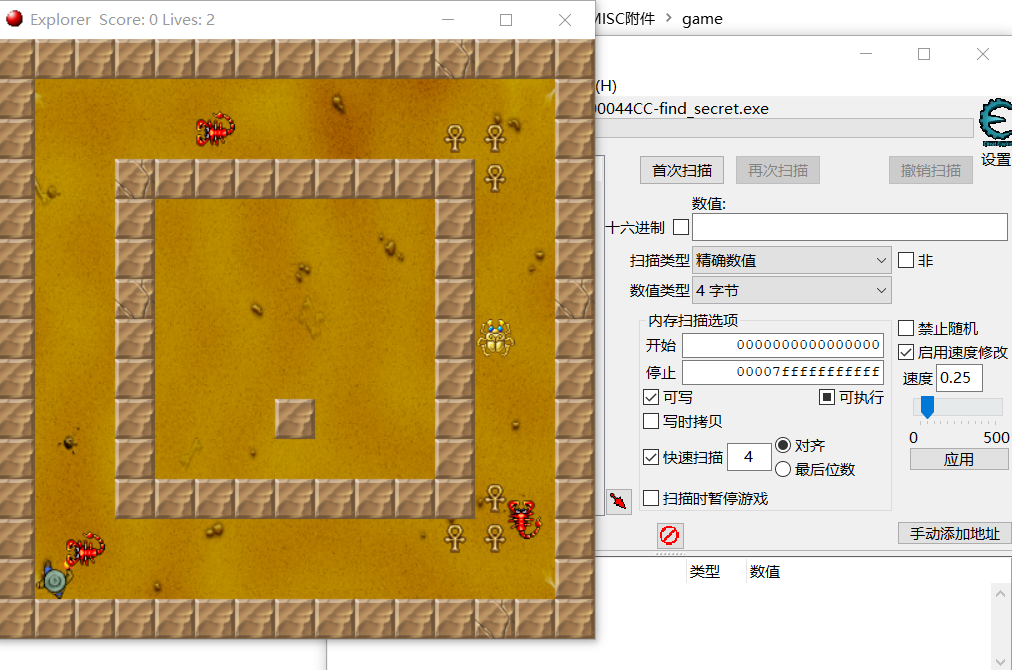 Explorer Score: 0 Lives: 2
MISC附件 > game
(H)
00044CC-find_secret.exe
设置
首次扫描 再次扫描 撤销扫描
数值:
十六进制
扫描类型 精确数值 非
数值类型 4 字节
内存扫描选项
开始 0000000000000000
停止 00007fffffffffff
可写 可执行
写时拷贝
快速扫描 4 对齐
最后位数
扫描时暂停游戏
禁止随机
启用速度修改
速度 0.25
0 500
应用
手动添加地址
类型 数值